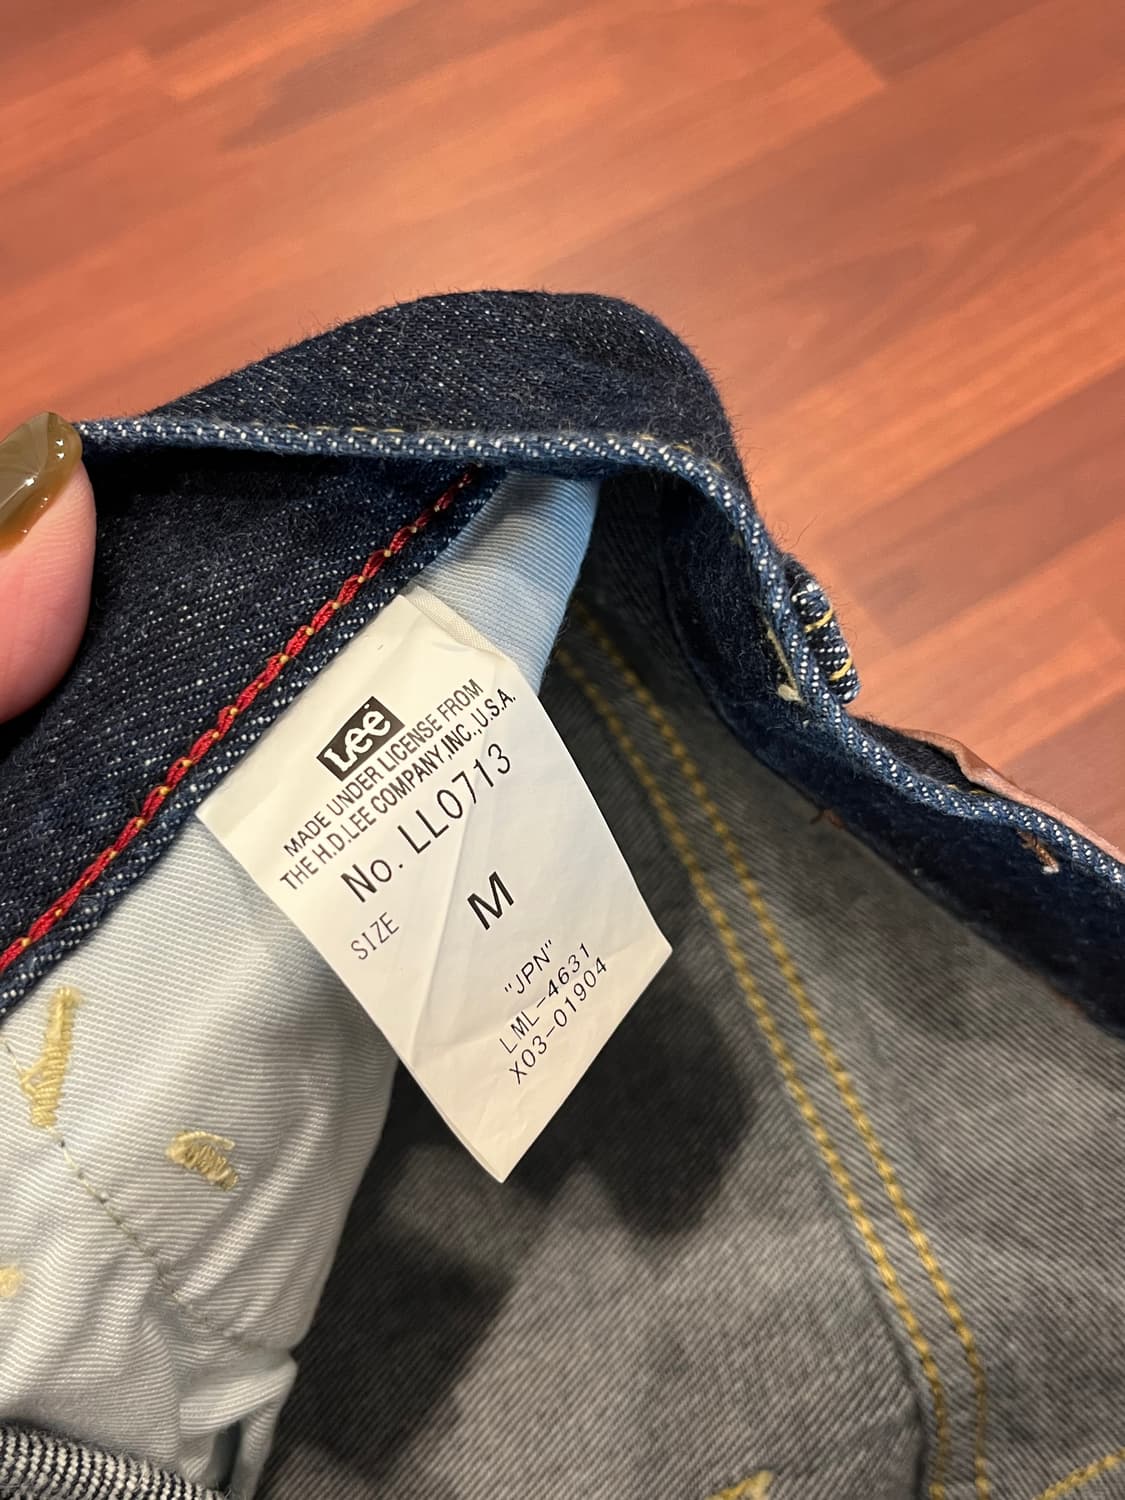 Lee
MADE UNDER LICENSE FROM
THE H.D.LEE COMPANY,INC.,U.S.A.
No. LL0713
SIZE M
"JPN"
LML-4631
X03-01904